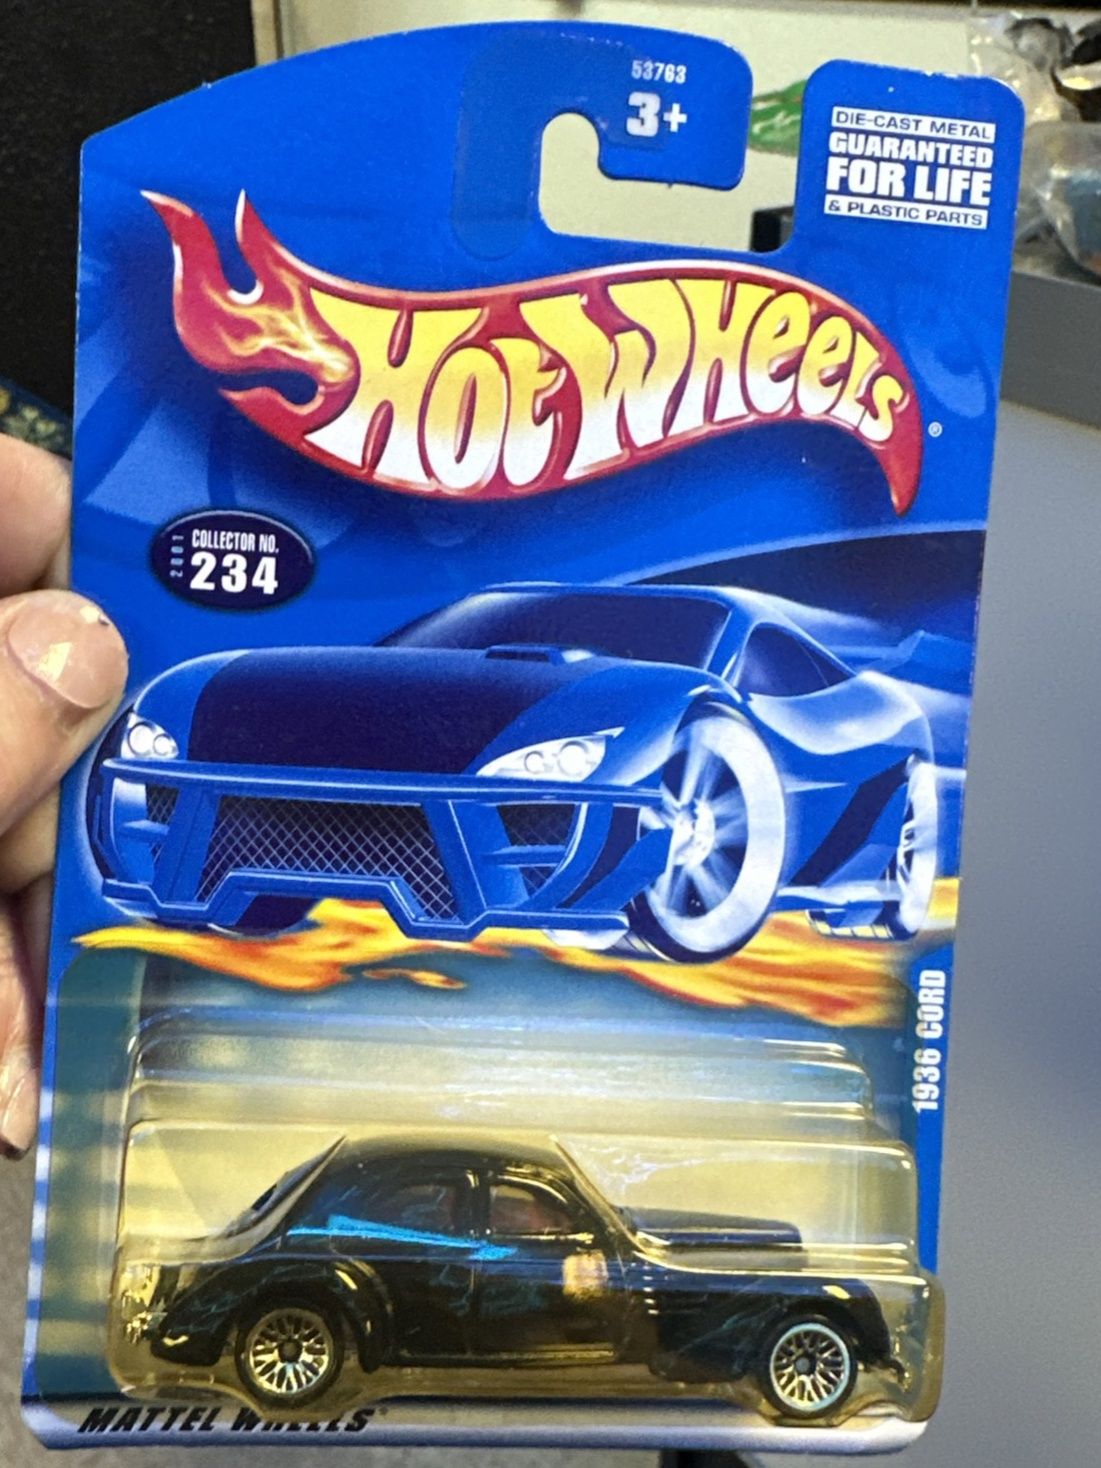 53763
3+
DIE-CAST METAL
GUARANTEED
FOR LIFE
& PLASTIC PARTS
HOT WHEELS®
2001
COLLECTOR NO.
234
1936 CORD
MATTEL WHEELS